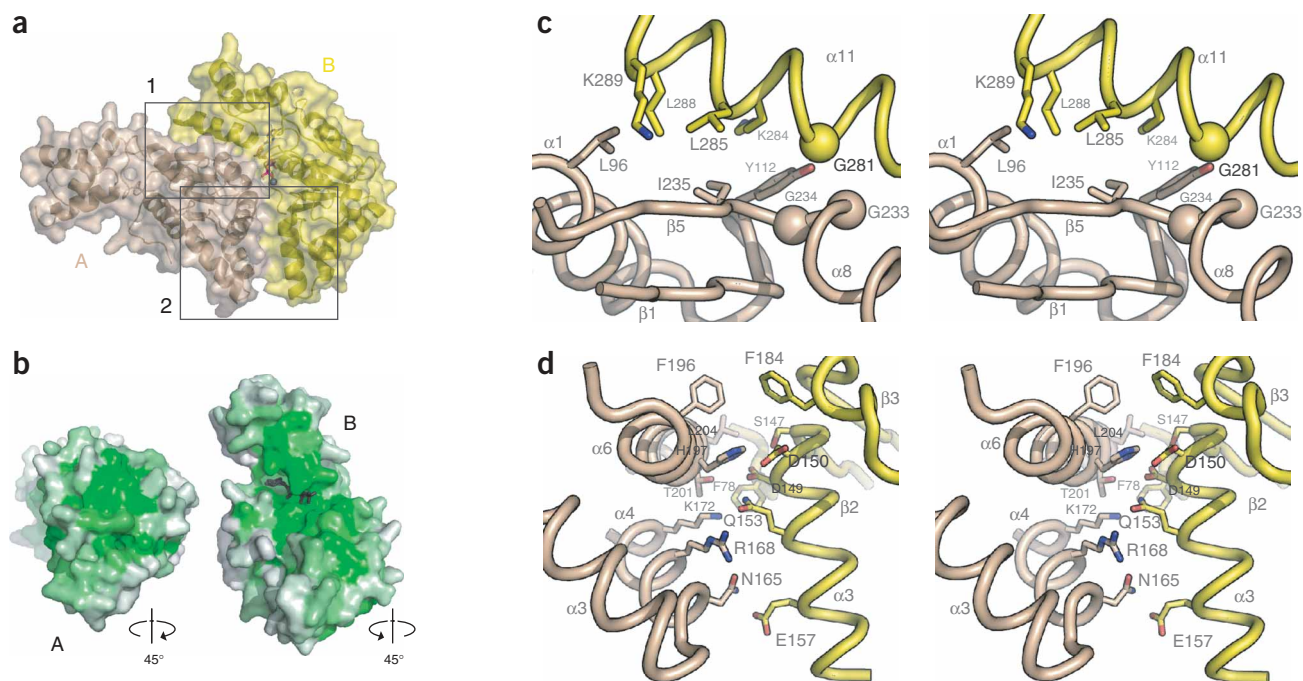 a
B
1
A
2
b
B
A
45°
45°
c
α11
K289
L288
α1
L285
K284
L96
Y112
G281
I235
G234
G233
β5
α8
β1
α11
K289
L288
α1
L285
K284
L96
Y112
G281
I235
G234
G233
β5
α8
β1
d
F196
F184
β3
S147
L204
α6
H197
D150
F78
D149
T201
β2
K172
α4
Q153
R168
N165
α3
α3
E157
F196
F184
β3
S147
L204
α6
H197
D150
F78
D149
T201
β2
K172
α4
Q153
R168
N165
α3
α3
E157